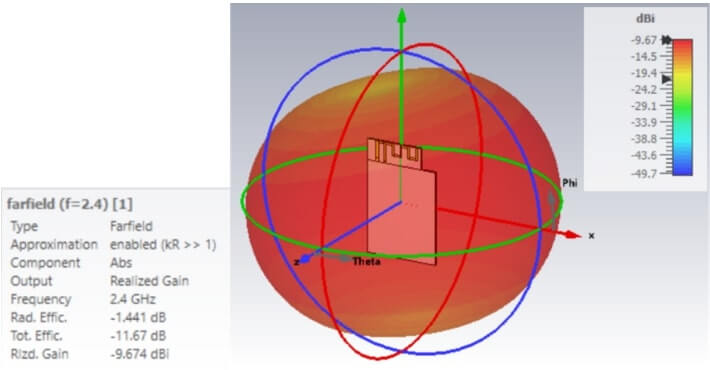 dBi
-9.67
-14.5
-19.4
-24.2
-29.1
-33.9
-38.8
-43.6
-49.7
Phi
x
z
Theta
farfield (f=2.4) [1]
Type Farfield
Approximation enabled (kR >> 1)
Component Abs
Output Realized Gain
Frequency 2.4 GHz
Rad. Effic. -1.441 dB
Tot. Effic. -11.67 dB
Rlzd. Gain -9.674 dBi